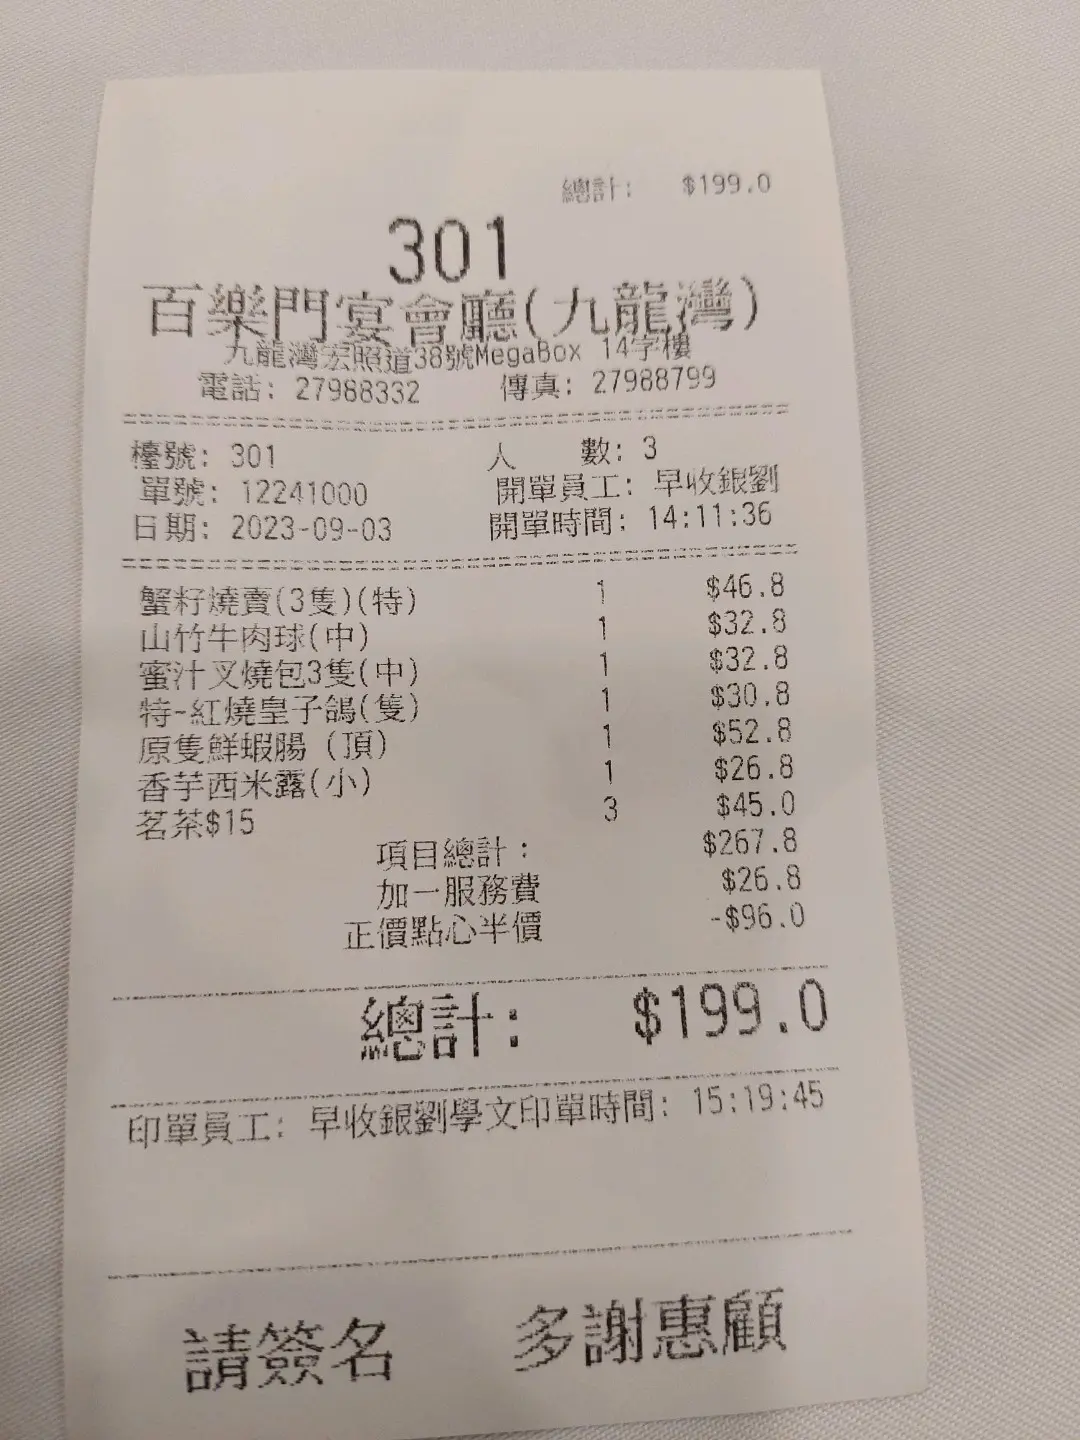 總計: $199.0
301
百樂門宴會廳(九龍灣)
九龍灣宏照道38號MegaBox 14字樓
電話: 27988332 傳真: 27988799
檯號: 301 人 數: 3
單號: 12241000 開單員工: 早收銀劉
日期: 2023-09-03 開單時間: 14:11:36
蟹籽燒賣(3隻)(特) 1 $46.8
山竹牛肉球(中) 1 $32.8
蜜汁叉燒包3隻(中) 1 $32.8
特-紅燒皇子鴿(隻) 1 $30.8
原隻鮮蝦腸 (頂) 1 $52.8
香芋西米露(小) 1 $26.8
茗茶$15 3 $45.0
項目總計: $267.8
加一服務費 $26.8
正價點心半價 -$96.0
總計: $199.0
印單員工: 早收銀劉學文印單時間: 15:19:45
請簽名 多謝惠顧